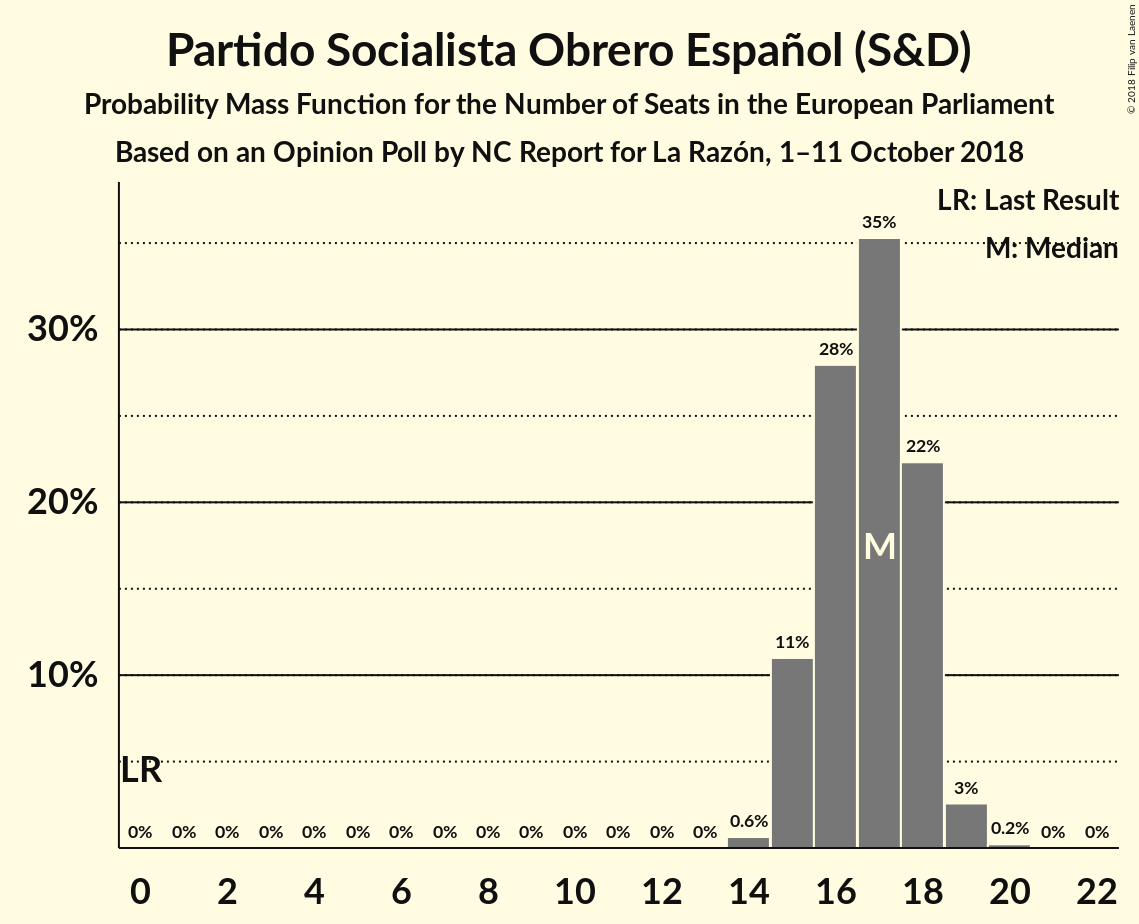 Partido Socialista Obrero Español (S&D)
Probability Mass Function for the Number of Seats in the European Parliament
Based on an Opinion Poll by NC Report for La Razón, 1–11 October 2018
© 2018 Filip van Laenen
LR: Last Result
M: Median
35%
30%
28%
22%
20%
M
11%
10%
LR
0% 0% 0% 0% 0% 0% 0% 0% 0% 0% 0% 0% 0% 0% 0.6% 3% 0.2% 0% 0%
0 2 4 6 8 10 12 14 16 18 20 22